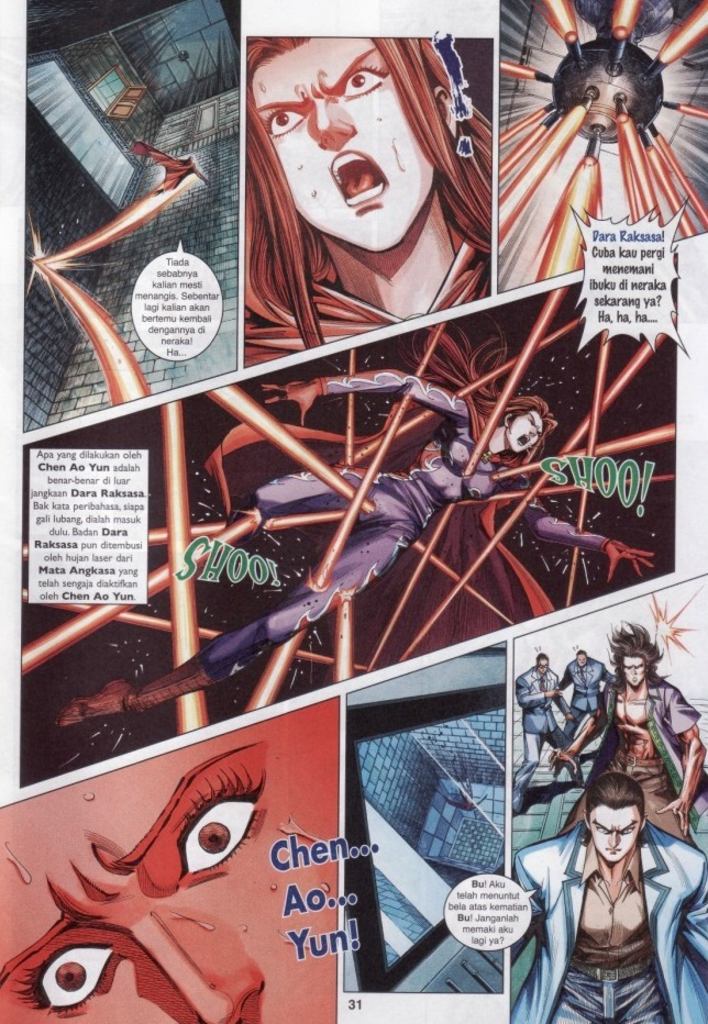 Tiada
sebabnya
kalian mesti
menangis. Sebentar
lagi kalian akan
bertemu kembali
dengannya di
neraka!
Ha...
Dara Raksasa!
Cuba kau pergi
menemani
ibuku di neraka
sekarang ya?
Ha, ha, ha....
Apa yang dilakukan oleh
Chen Ao Yun adalah
benar-benar di luar
jangkaan Dara Raksasa.
Bak kata peribahasa, siapa
gali lubang, dialah masuk
dulu. Badan Dara
Raksasa pun ditembusi
oleh hujan laser dari
Mata Angkasa yang
telah sengaja diaktifkan
oleh Chen Ao Yun.
SHOO!
SHOO!
Chen...
Ao...
Yun!
Bu! Aku
telah menuntut
bela atas kematian
Bu! Janganlah
memaki aku
lagi ya?
31